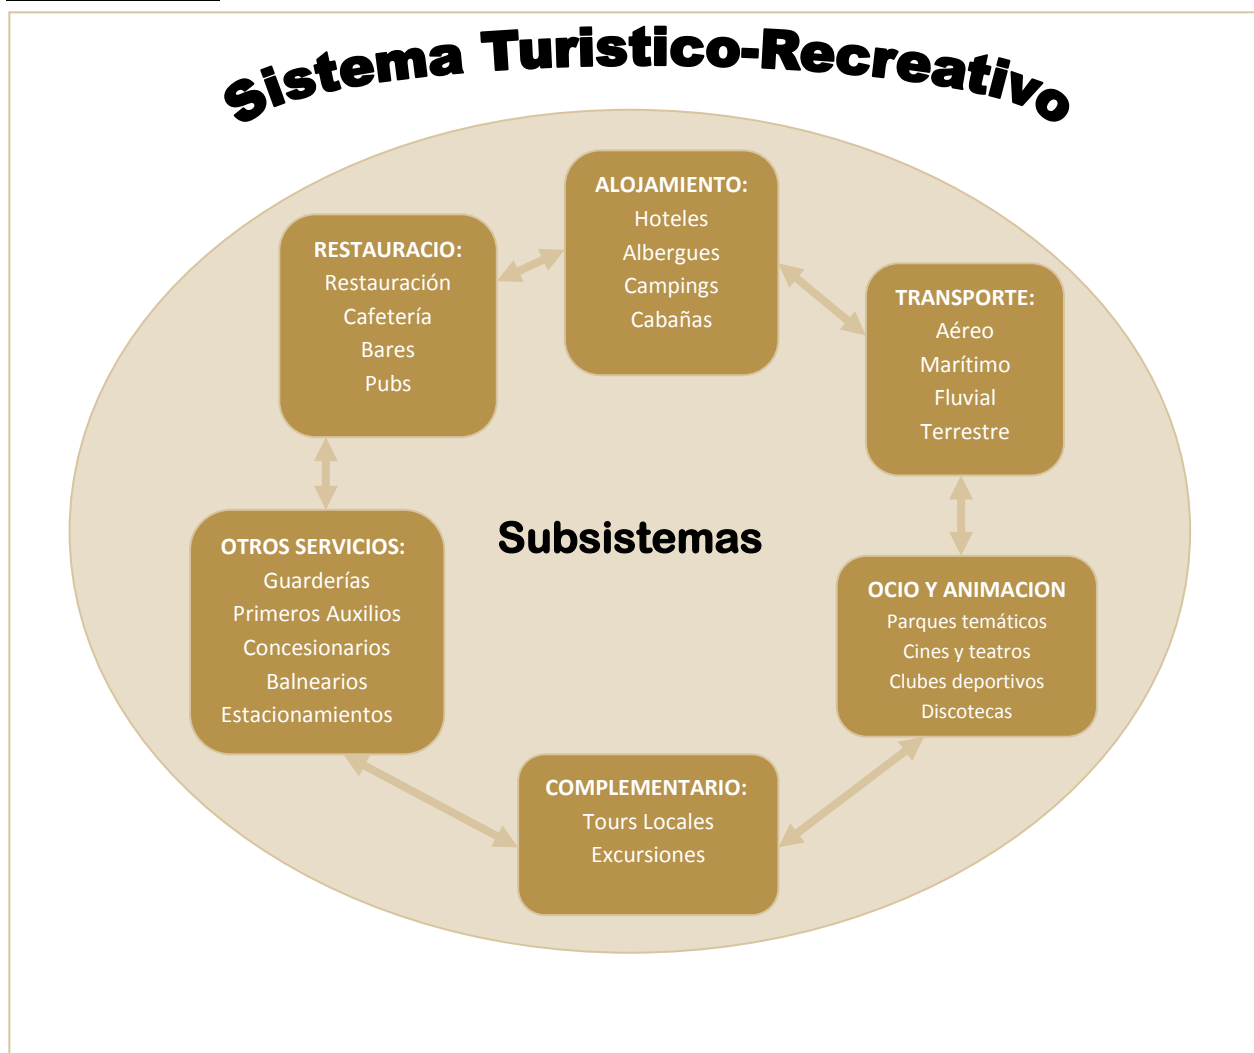 Sistema Turistico-Recreativo
ALOJAMIENTO:
Hoteles
Albergues
Campings
Cabañas
RESTAURACIO:
Restauración
Cafetería
Bares
Pubs
TRANSPORTE:
Aéreo
Marítimo
Fluvial
Terrestre
Subsistemas
OTROS SERVICIOS:
Guarderías
Primeros Auxilios
Concesionarios
Balnearios
Estacionamientos
OCIO Y ANIMACION
Parques temáticos
Cines y teatros
Clubes deportivos
Discotecas
COMPLEMENTARIO:
Tours Locales
Excursiones